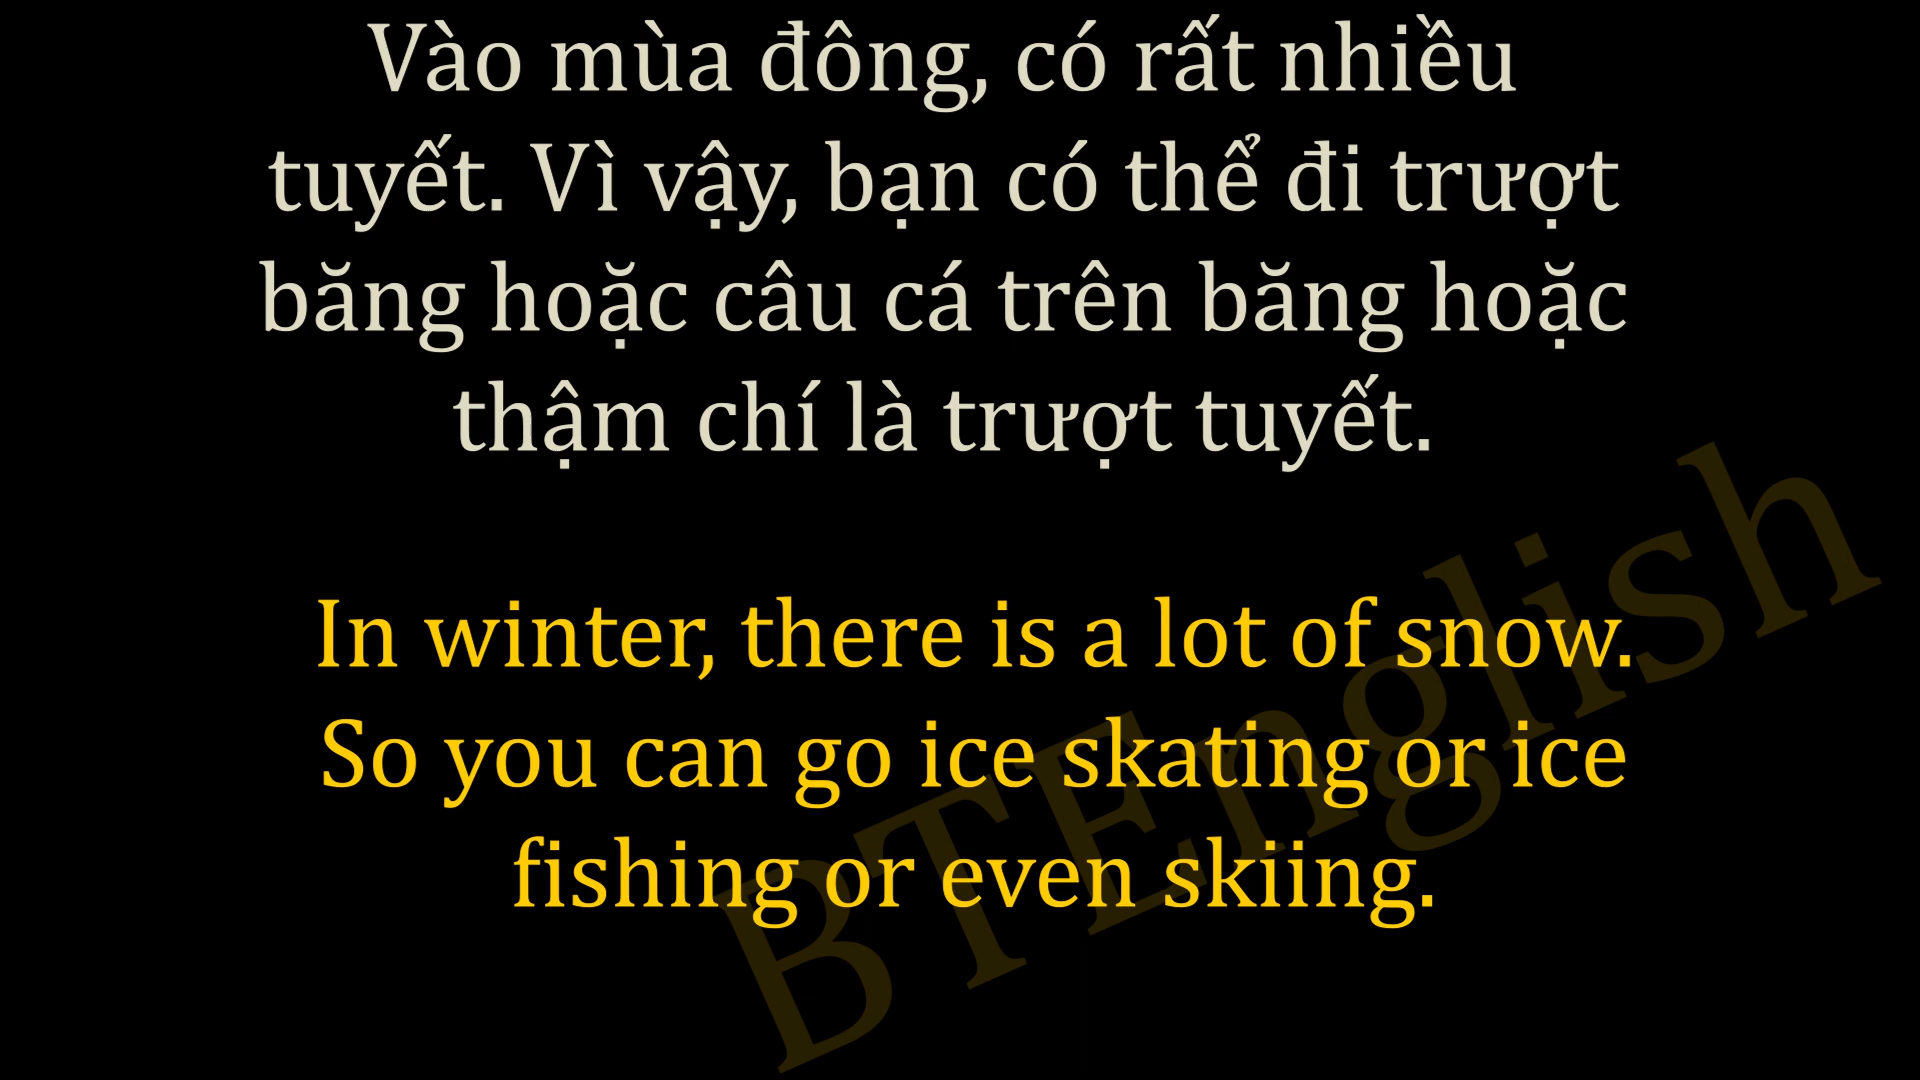 Vào mùa đông, có rất nhiều
tuyết. Vì vậy, bạn có thể đi trượt
băng hoặc câu cá trên băng hoặc
thậm chí là trượt tuyết.
In winter, there is a lot of snow.
So you can go ice skating or ice
fishing or even skiing.
BTEnglish